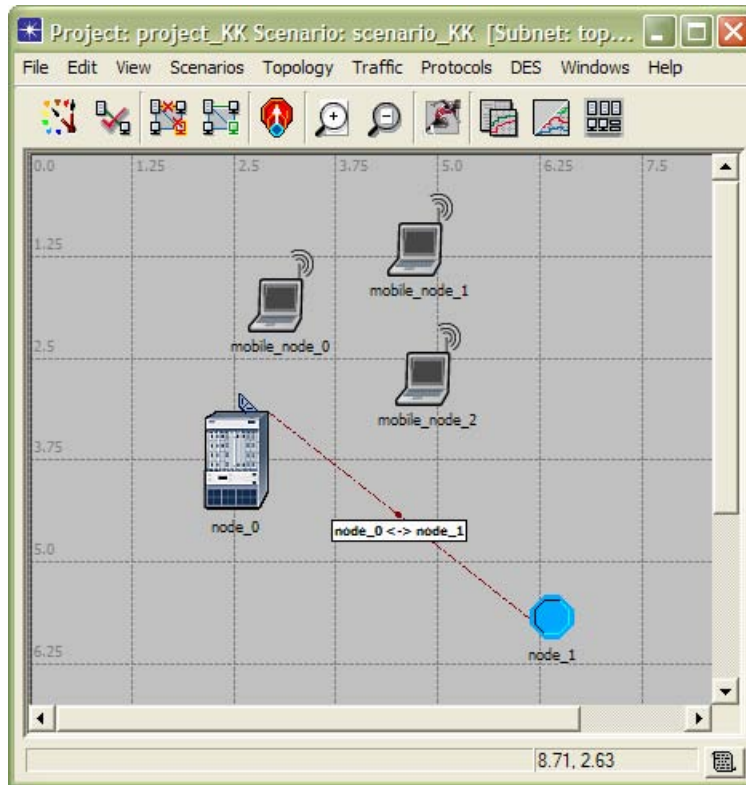 Project: project_KK Scenario: scenario_KK [Subnet: top...
File Edit View Scenarios Topology Traffic Protocols DES Windows Help
0.0 1.25 2.5 3.75 5.0 6.25 7.5
1.25
mobile_node_1
mobile_node_0
2.5
mobile_node_2
3.75
node_0
node_0 <-> node_1
5.0
6.25
node_1
8.71, 2.63